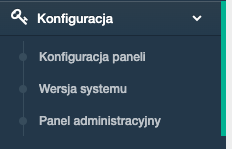 Konfiguracja
Konfiguracja paneli
Wersja systemu
Panel administracyjny